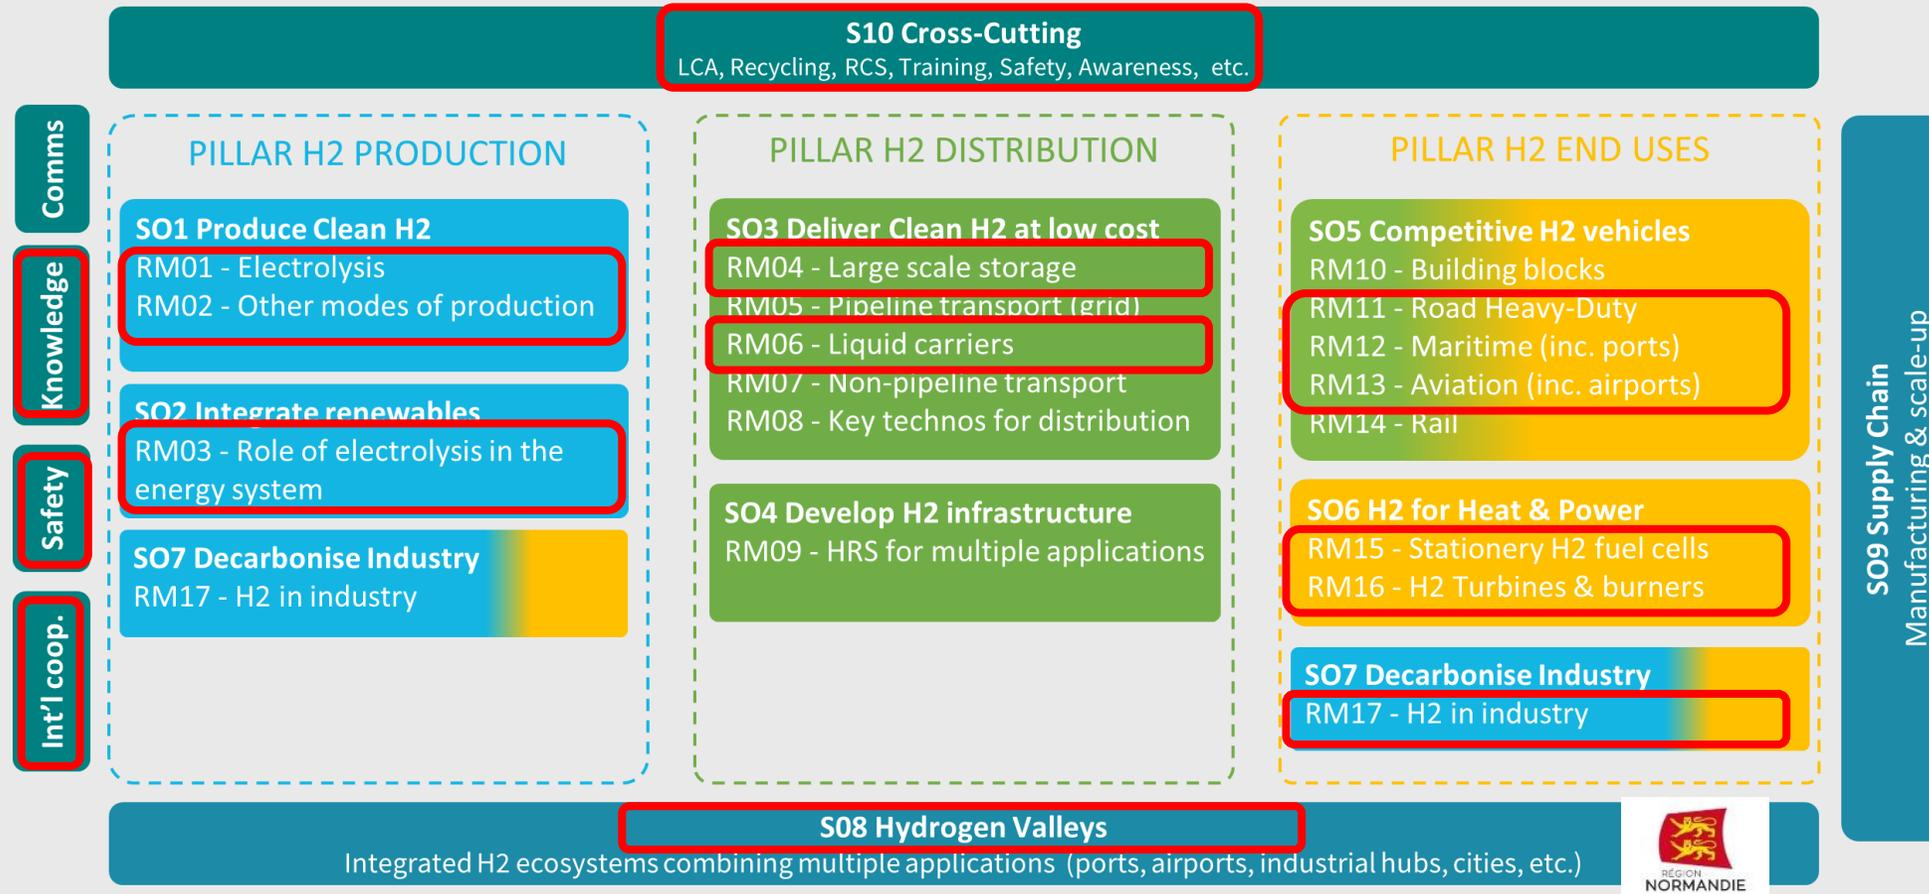 S10 Cross-Cutting
LCA, Recycling, RCS, Training, Safety, Awareness, etc.
Comms
Knowledge
Safety
Int'l coop.
PILLAR H2 PRODUCTION
SO1 Produce Clean H2
RM01 - Electrolysis
RM02 - Other modes of production
SO2 Integrate renewables
RM03 - Role of electrolysis in the
energy system
SO7 Decarbonise Industry
RM17 - H2 in industry
PILLAR H2 DISTRIBUTION
SO3 Deliver Clean H2 at low cost
RM04 - Large scale storage
RM05 - Pipeline transport (grid)
RM06 - Liquid carriers
RM07 - Non-pipeline transport
RM08 - Key technos for distribution
SO4 Develop H2 infrastructure
RM09 - HRS for multiple applications
PILLAR H2 END USES
SO5 Competitive H2 vehicles
RM10 - Building blocks
RM11 - Road Heavy-Duty
RM12 - Maritime (inc. ports)
RM13 - Aviation (inc. airports)
RM14 - Rail
SO6 H2 for Heat & Power
RM15 - Stationery H2 fuel cells
RM16 - H2 Turbines & burners
SO7 Decarbonise Industry
RM17 - H2 in industry
SO9 Supply Chain
Manufacturing & scale-up
S08 Hydrogen Valleys
Integrated H2 ecosystems combining multiple applications (ports, airports, industrial hubs, cities, etc.)
RÉGION
NORMANDIE